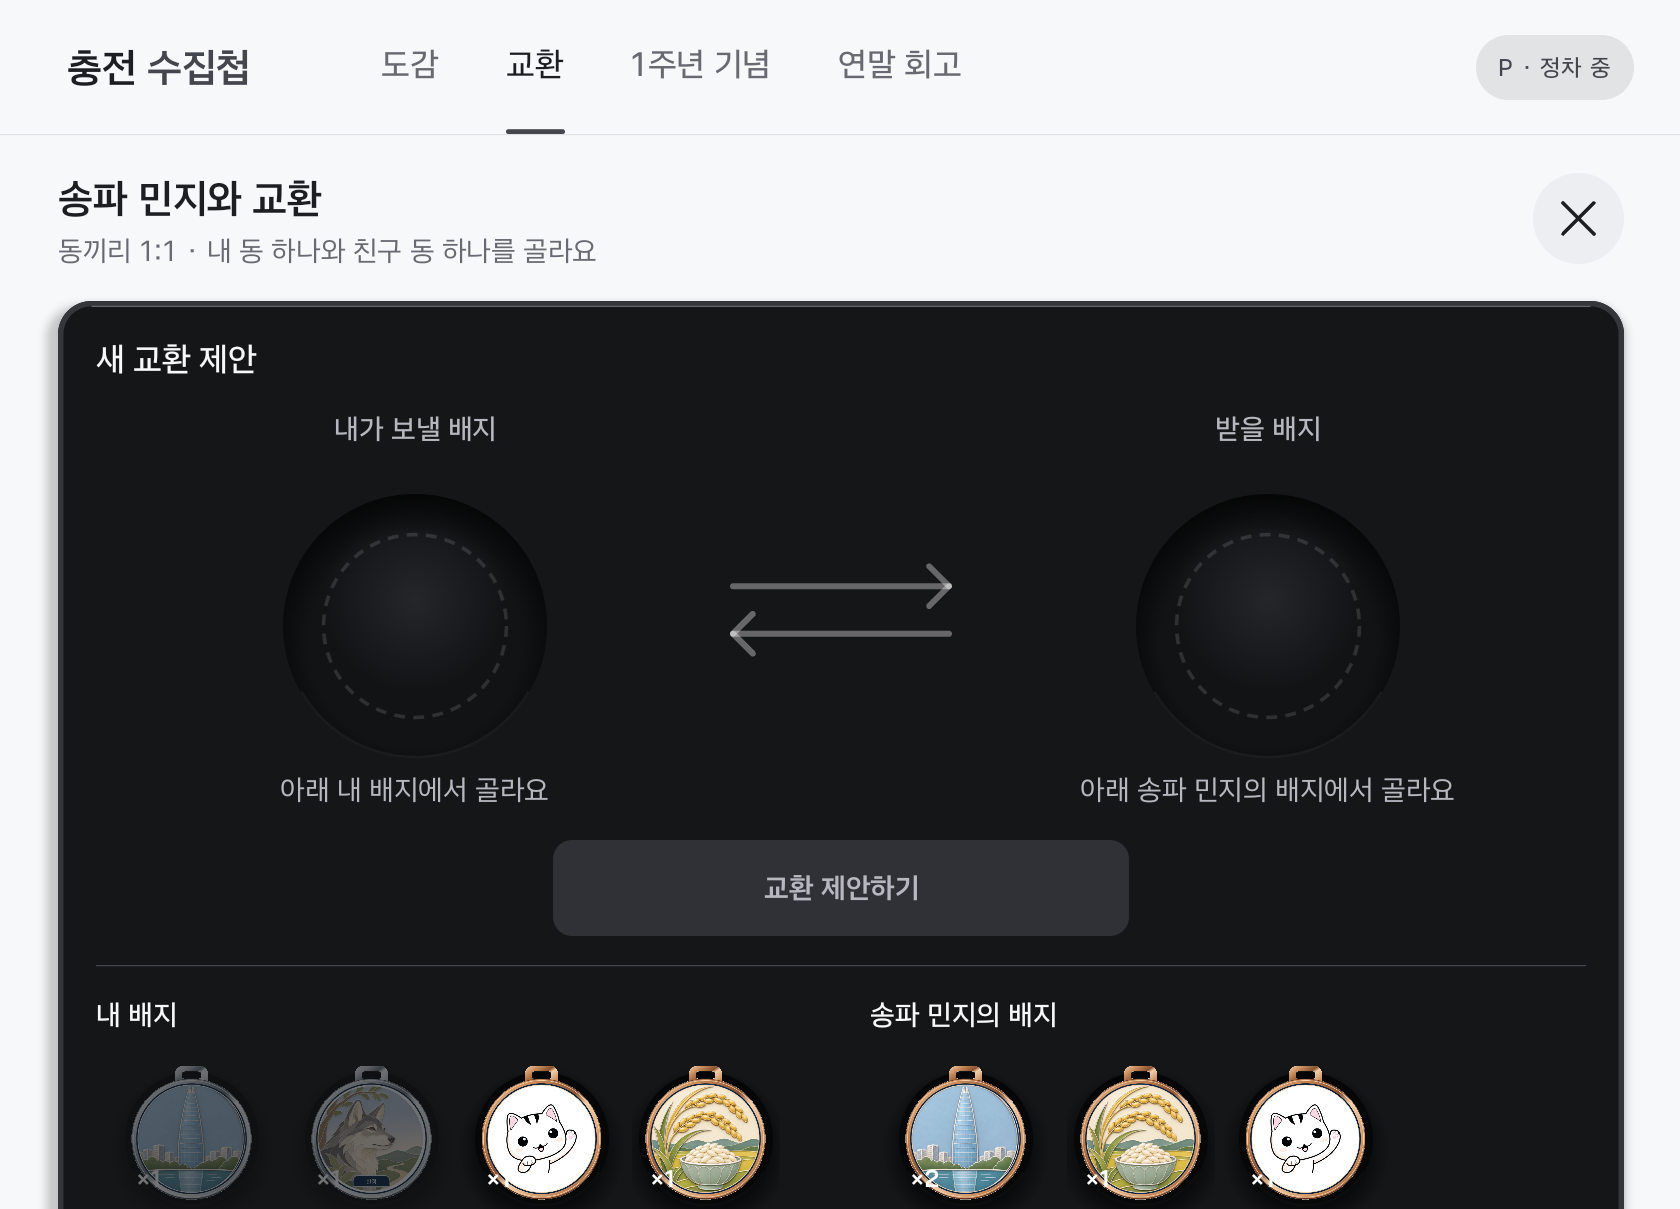 충전 수집첩
도감
교환
1주년 기념
연말 회고
P · 정차 중
송파 민지와 교환
동끼리 1:1 · 내 동 하나와 친구 동 하나를 골라요
새 교환 제안
내가 보낼 배지
받을 배지
아래 내 배지에서 골라요
아래 송파 민지의 배지에서 골라요
교환 제안하기
내 배지
송파 민지의 배지
×1
×1
×1
×1
×2
×1
×1